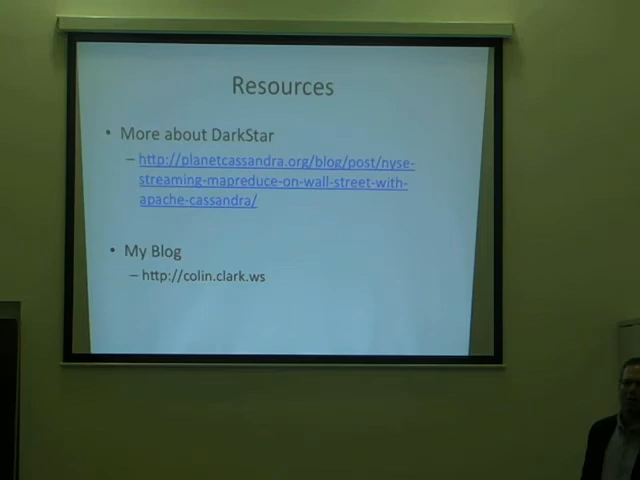 Resources
• More about DarkStar
– http://planetcassandra.org/blog/post/nyse-
streaming-mapreduce-on-wall-street-with-
apache-cassandra/
• My Blog
– http://colin.clark.ws